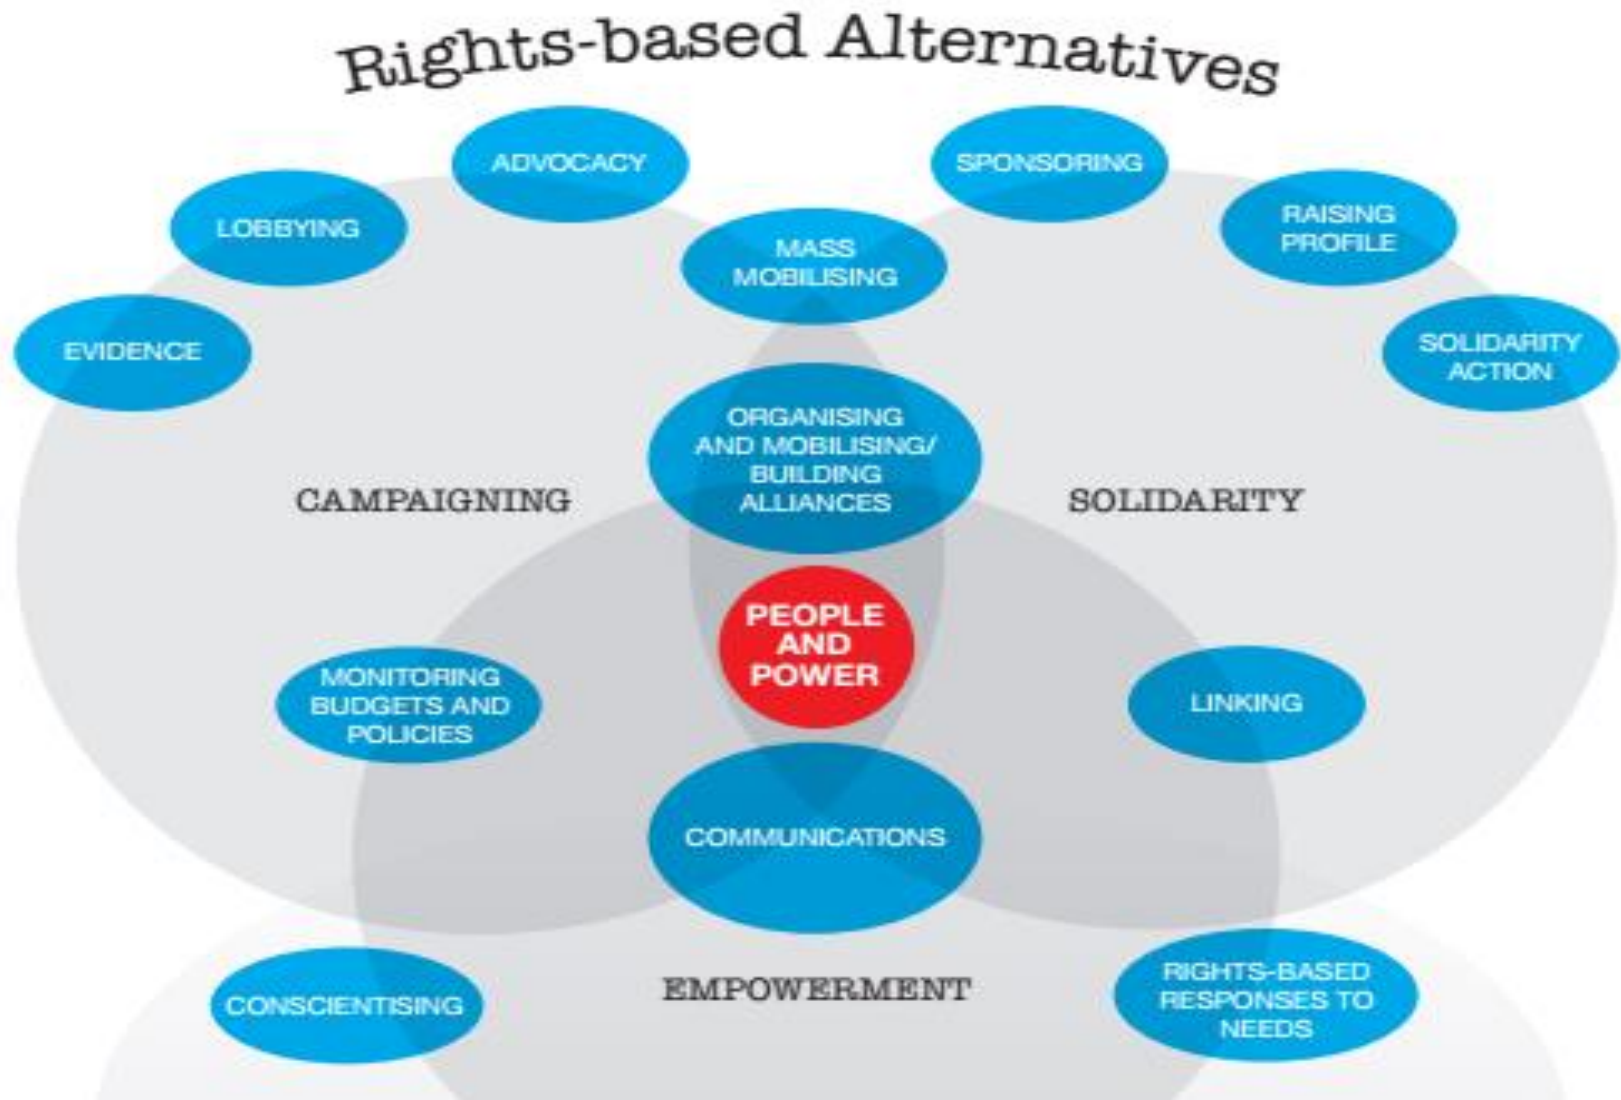 Rights-based Alternatives
ADVOCACY
SPONSORING
LOBBYING
RAISING
PROFILE
MASS
MOBILISING
EVIDENCE
SOLIDARITY
ACTION
ORGANISING
AND MOBILISING/
BUILDING
ALLIANCES
CAMPAIGNING
SOLIDARITY
PEOPLE
AND
POWER
MONITORING
BUDGETS AND
POLICIES
LINKING
COMMUNICATIONS
EMPOWERMENT
CONSCIENTISING
RIGHTS-BASED
RESPONSES TO
NEEDS